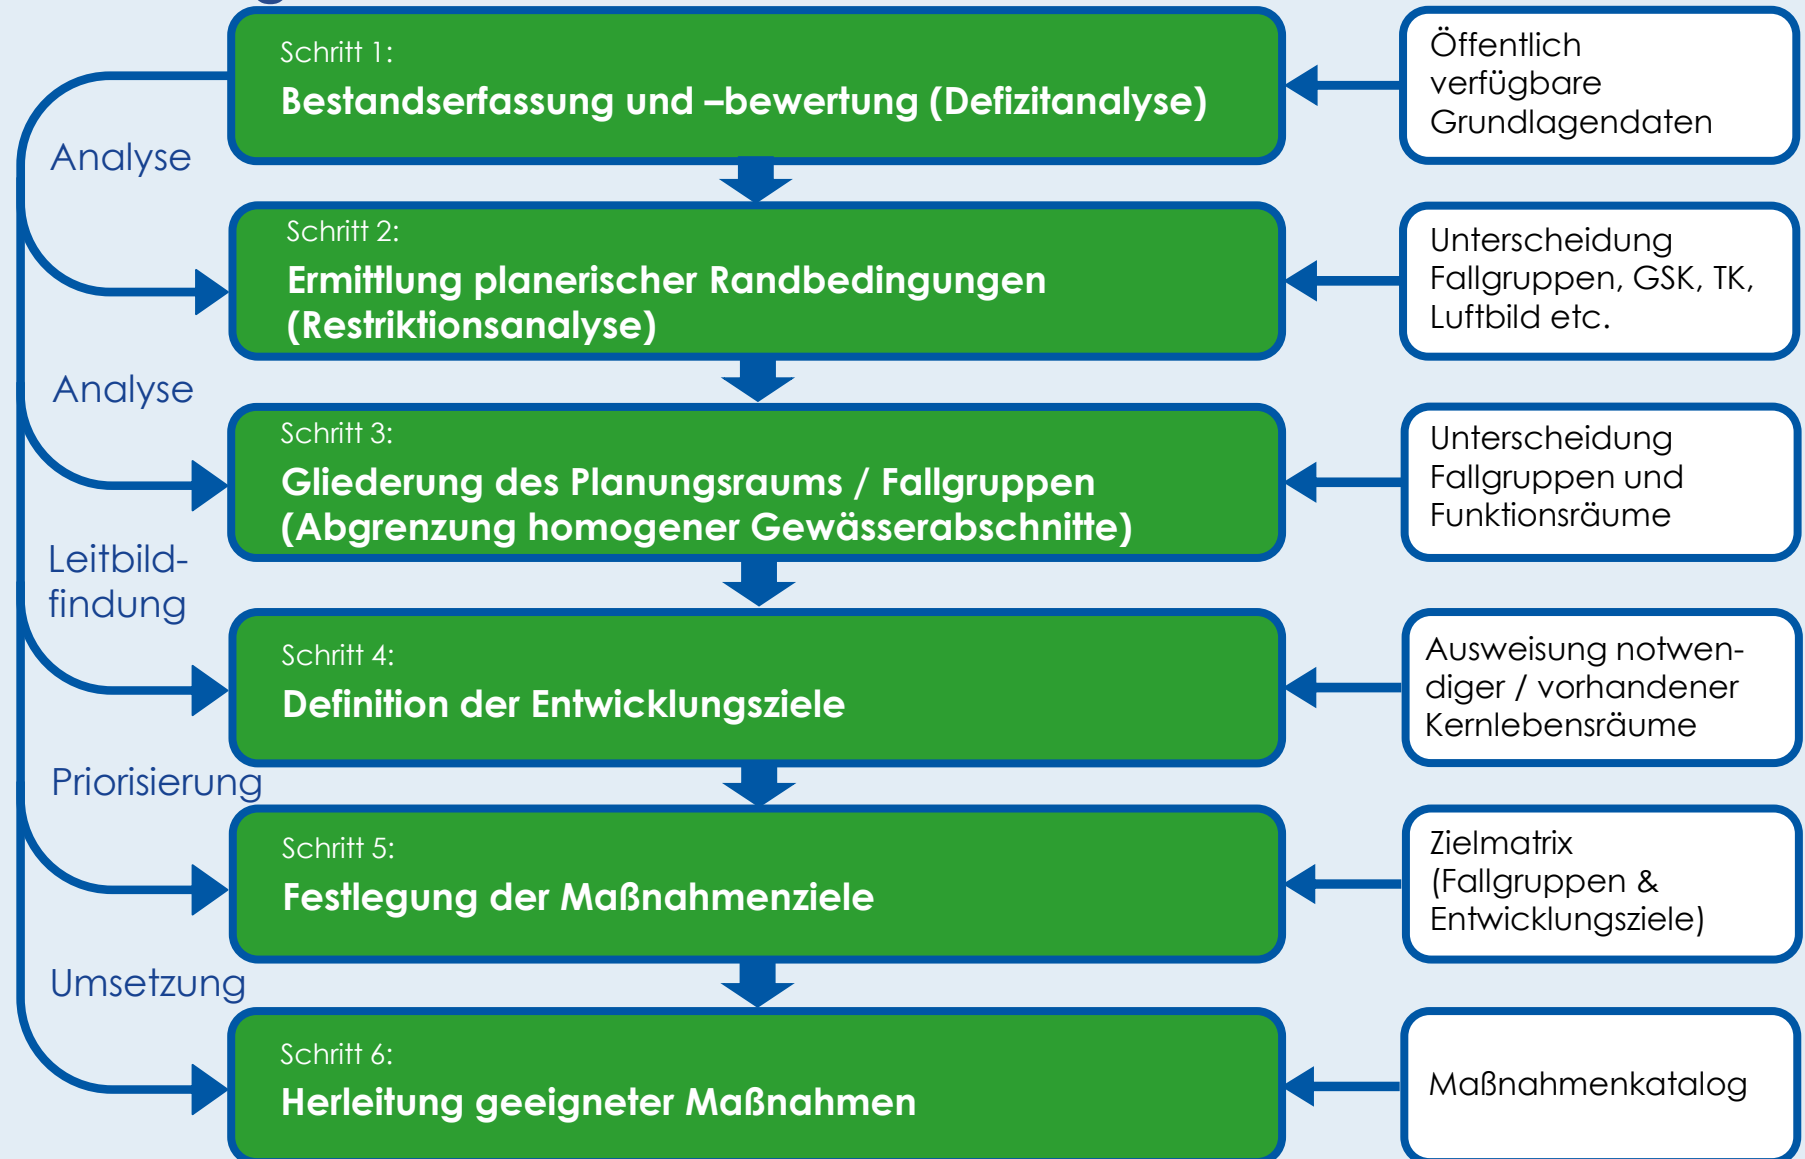 Schritt 1:
Bestandserfassung und –bewertung (Defizitanalyse)
Öffentlich
verfügbare
Grundlagendaten
Analyse
Schritt 2:
Ermittlung planerischer Randbedingungen
(Restriktionsanalyse)
Unterscheidung
Fallgruppen, GSK, TK,
Luftbild etc.
Analyse
Schritt 3:
Gliederung des Planungsraums / Fallgruppen
(Abgrenzung homogener Gewässerabschnitte)
Unterscheidung
Fallgruppen und
Funktionsräume
Leitbild-
findung
Schritt 4:
Definition der Entwicklungsziele
Ausweisung notwen-
diger / vorhandener
Kernlebensräume
Priorisierung
Schritt 5:
Festlegung der Maßnahmenziele
Zielmatrix
(Fallgruppen &
Entwicklungsziele)
Umsetzung
Schritt 6:
Herleitung geeigneter Maßnahmen
Maßnahmenkatalog